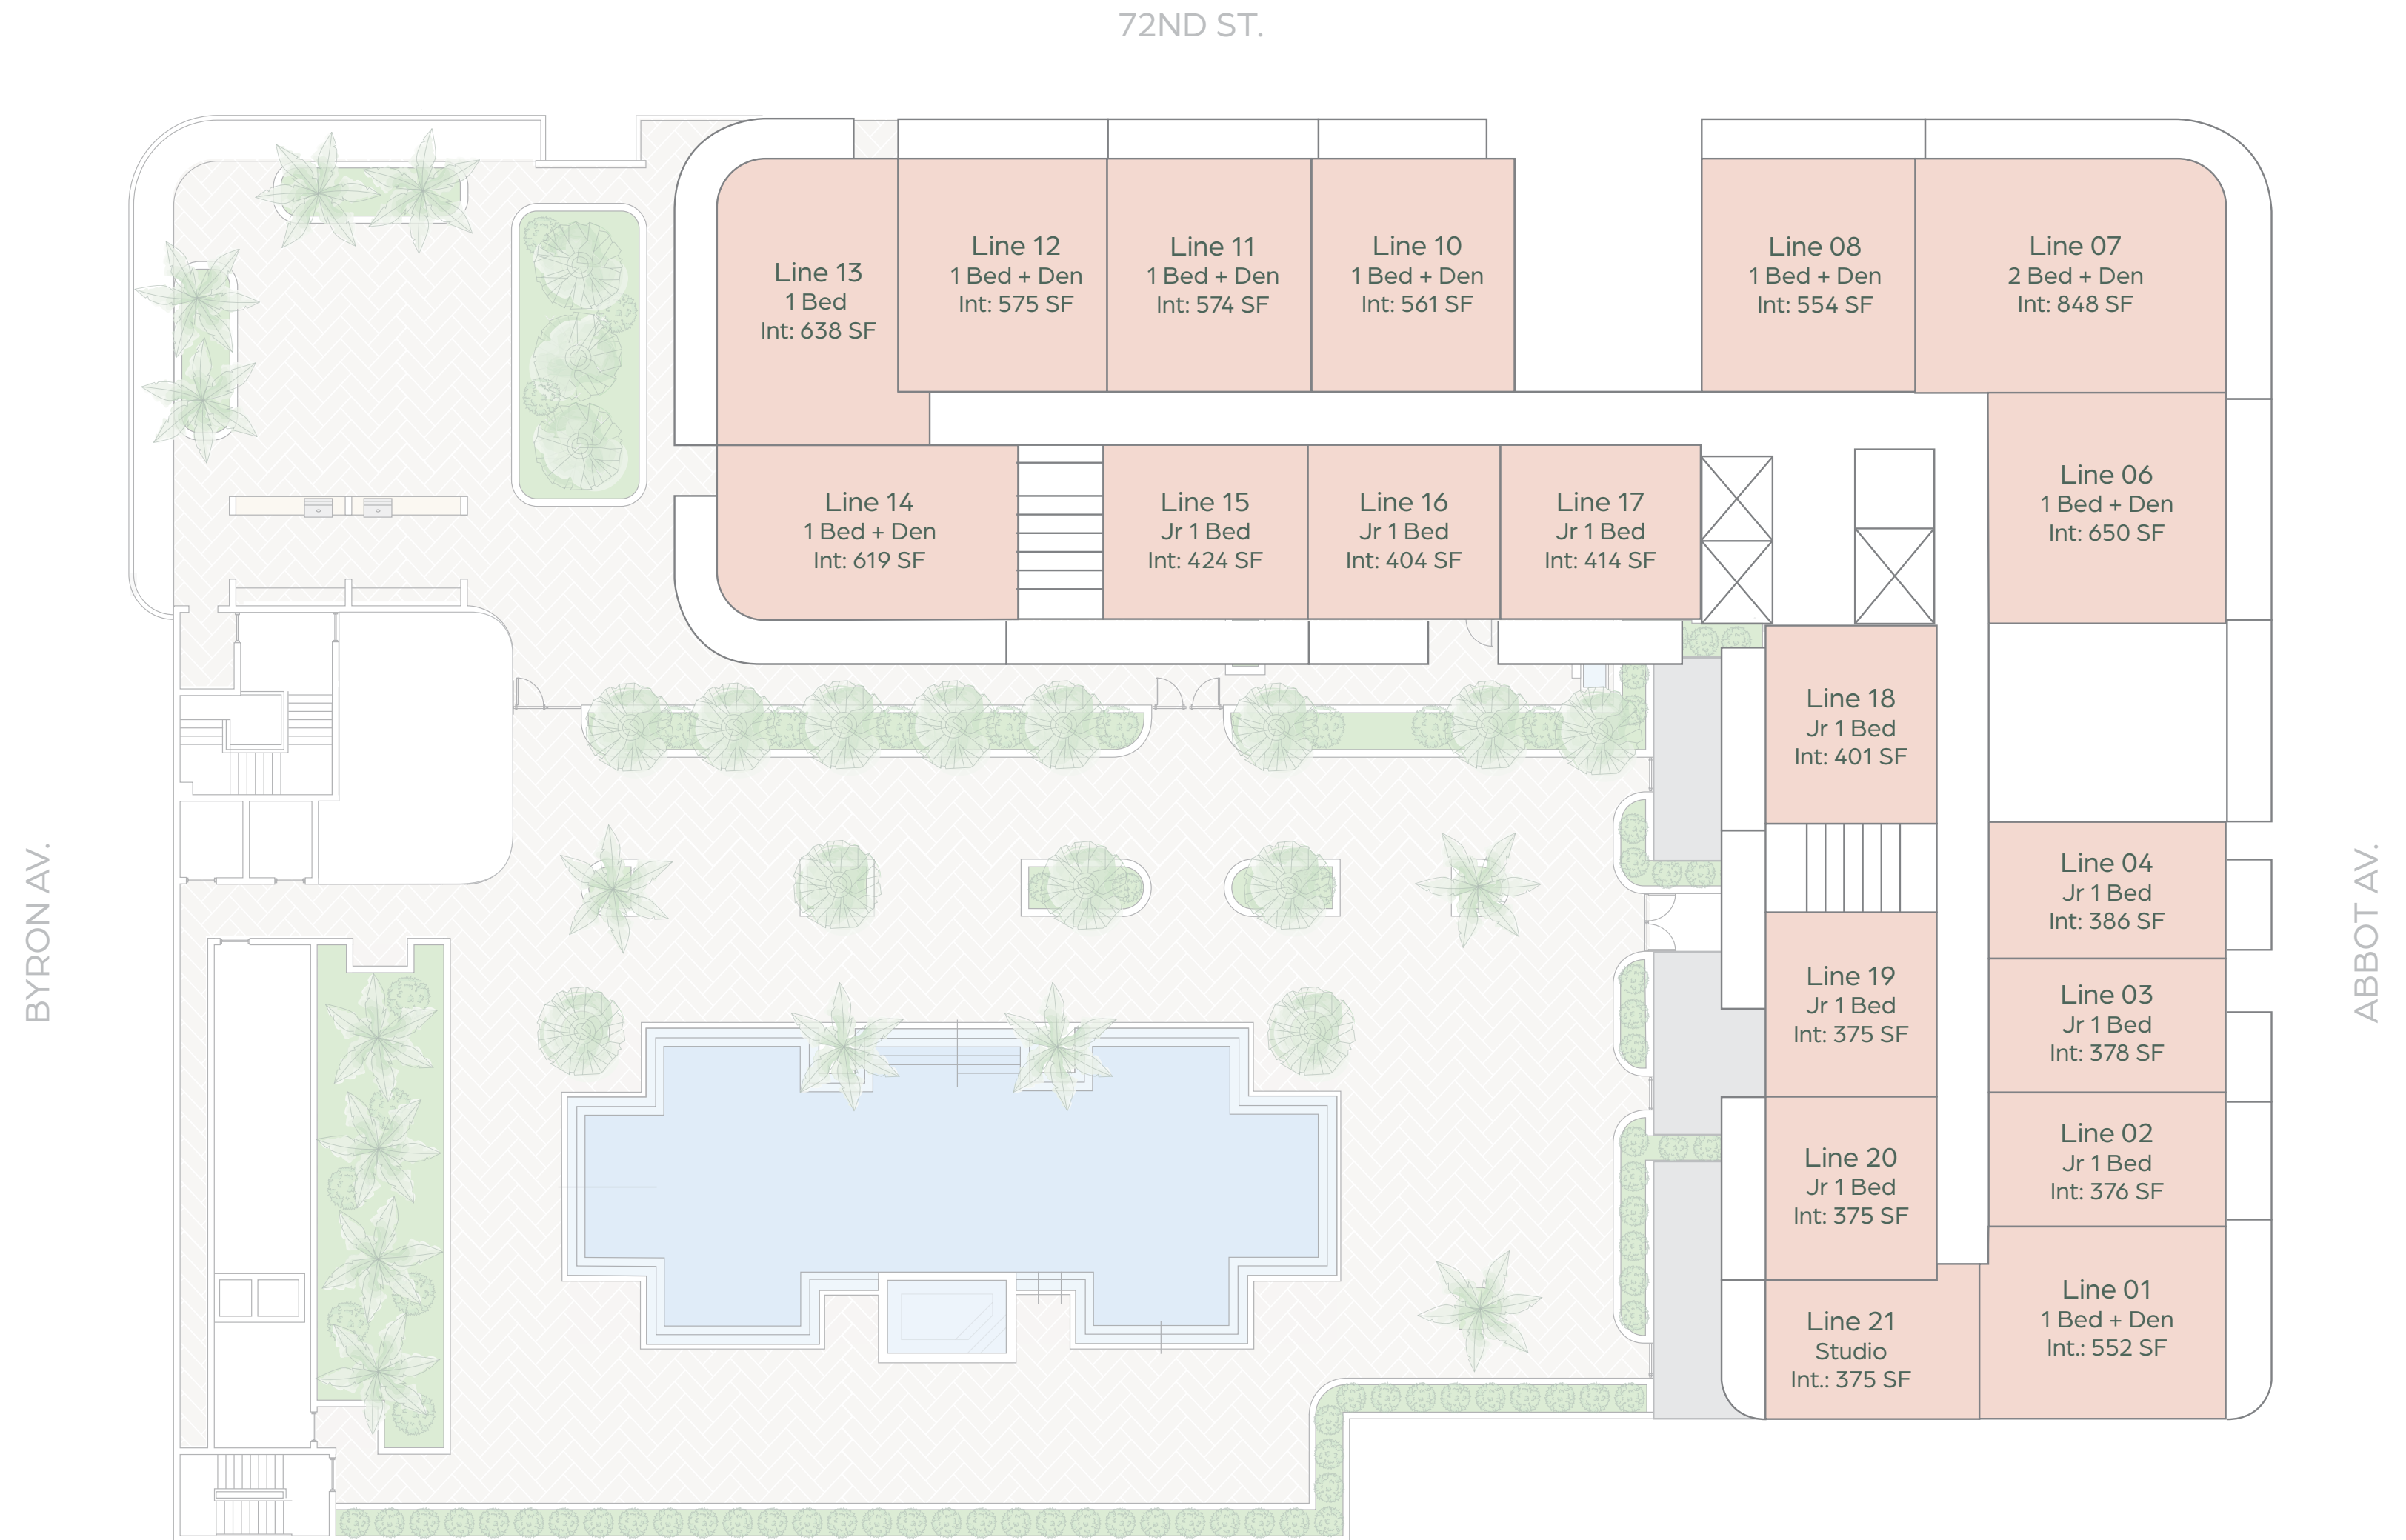 72ND ST.
Line 13
1 Bed
Int: 638 SF
Line 12
1 Bed + Den
Int: 575 SF
Line 11
1 Bed + Den
Int: 574 SF
Line 10
1 Bed + Den
Int: 561 SF
Line 08
1 Bed + Den
Int: 554 SF
Line 07
2 Bed + Den
Int: 848 SF
Line 14
1 Bed + Den
Int: 619 SF
Line 15
Jr 1 Bed
Int: 424 SF
Line 16
Jr 1 Bed
Int: 404 SF
Line 17
Jr 1 Bed
Int: 414 SF
Line 06
1 Bed + Den
Int: 650 SF
Line 18
Jr 1 Bed
Int: 401 SF
Line 04
Jr 1 Bed
Int: 386 SF
BYRON AV.
ABBOT AV.
Line 19
Jr 1 Bed
Int: 375 SF
Line 03
Jr 1 Bed
Int: 378 SF
Line 02
Jr 1 Bed
Int: 376 SF
Line 20
Jr 1 Bed
Int: 375 SF
Line 01
1 Bed + Den
Int.: 552 SF
Line 21
Studio
Int.: 375 SF